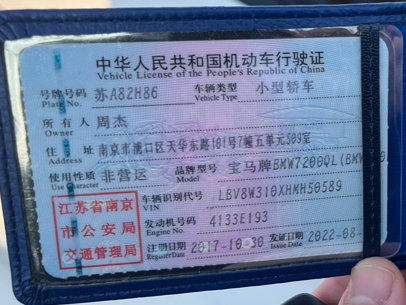 中华人民共和国机动车行驶证
Vehicle License of the People's Republic of China
号牌号码 苏A82H86 车辆类型 小型轿车
Plate No. Vehicle Type
所有人 周杰
Owner
住址 南京市浦口区天华东路101号7幢五单元509室
Address
使用性质 非营运 品牌型号 宝马牌BMW7200QL(BMW
Use Character Model
江苏省南京
市公安局
交通管理局
车辆识别代号 LBV8W310XHMH50589
VIN
发动机号码 4133E193
Engine No.
注册日期 2017-10-30 发证日期 2022-08-
Register Date Issue Date